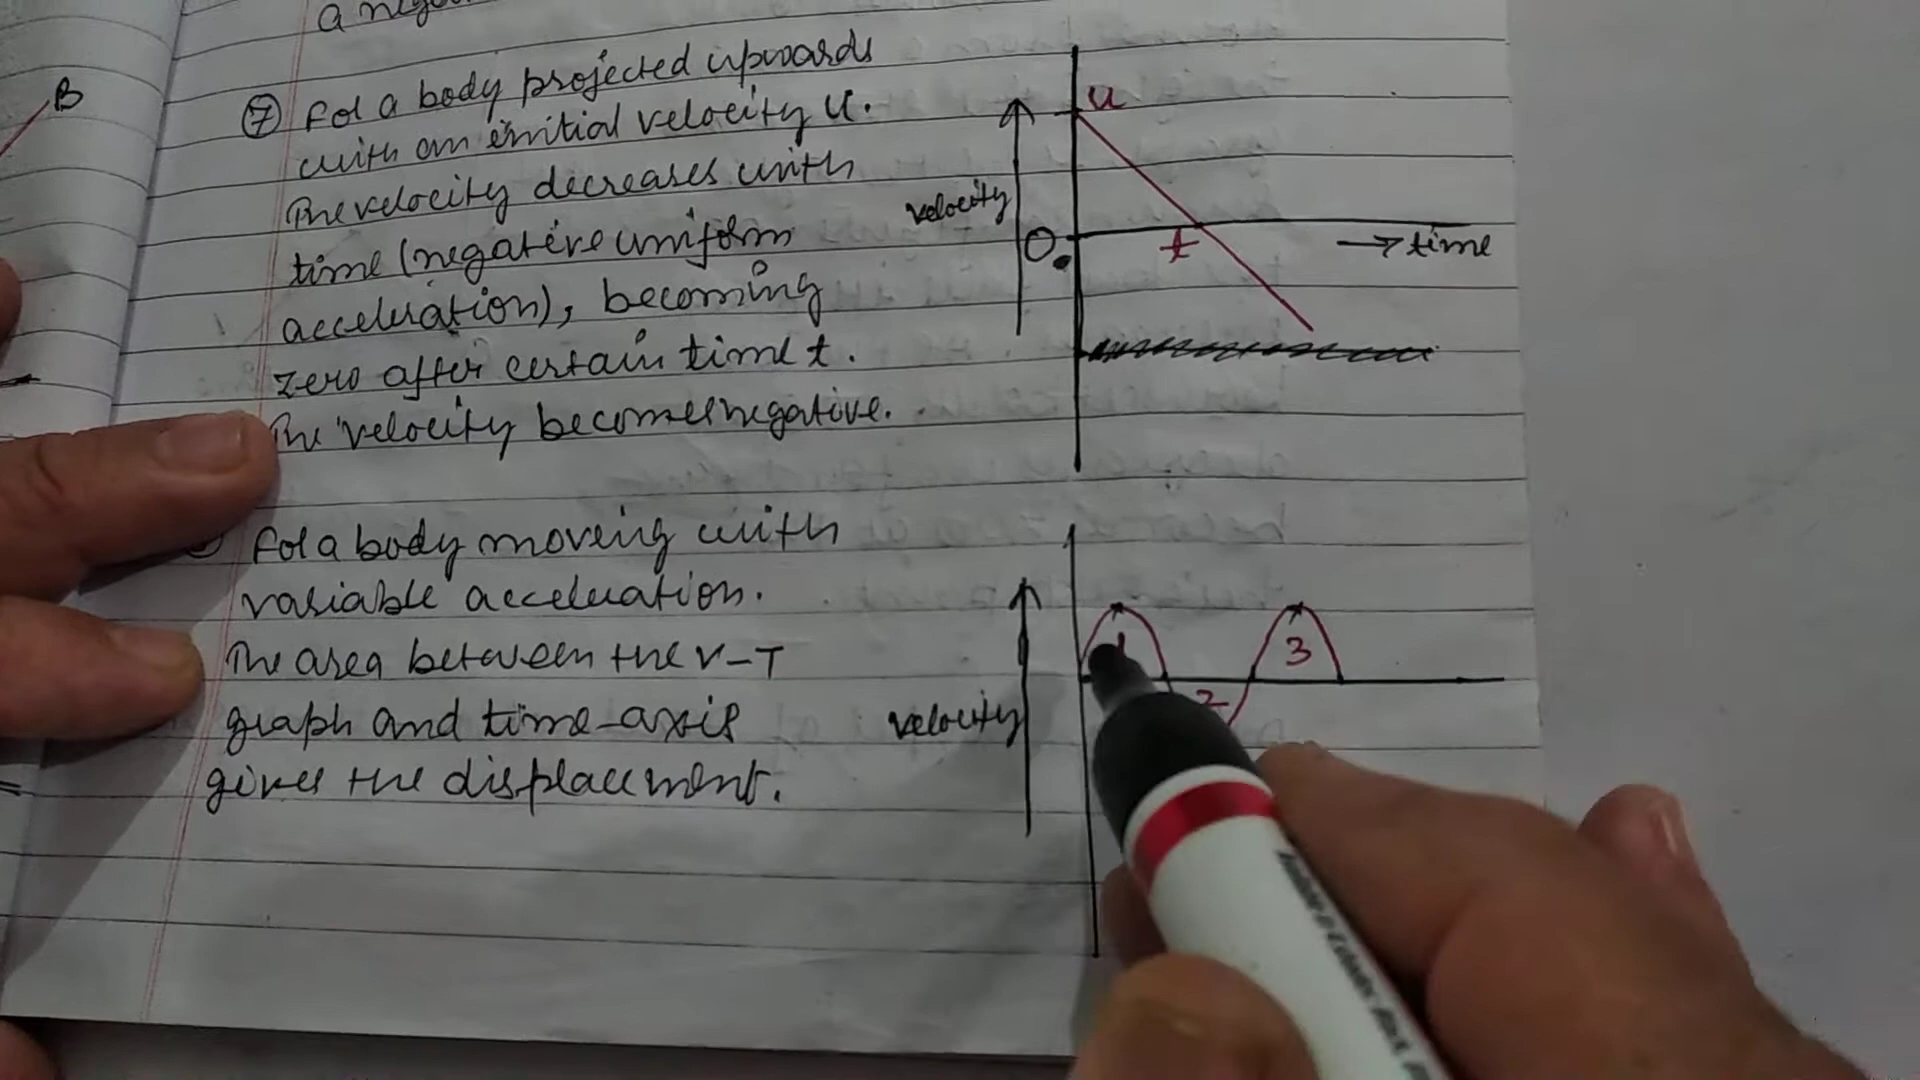 B
⑦ For a body projected upwards
with an initial velocity u.
The velocity decreases with
time (negative uniform
acceleration), becoming
zero after certain time t.
The velocity becomes negative.
u
velocity
O
t
→ time
For a body moving with
variable acceleration.
The area between the V-T
graph and time-axis
gives the displacement.
velocity
1
2
3